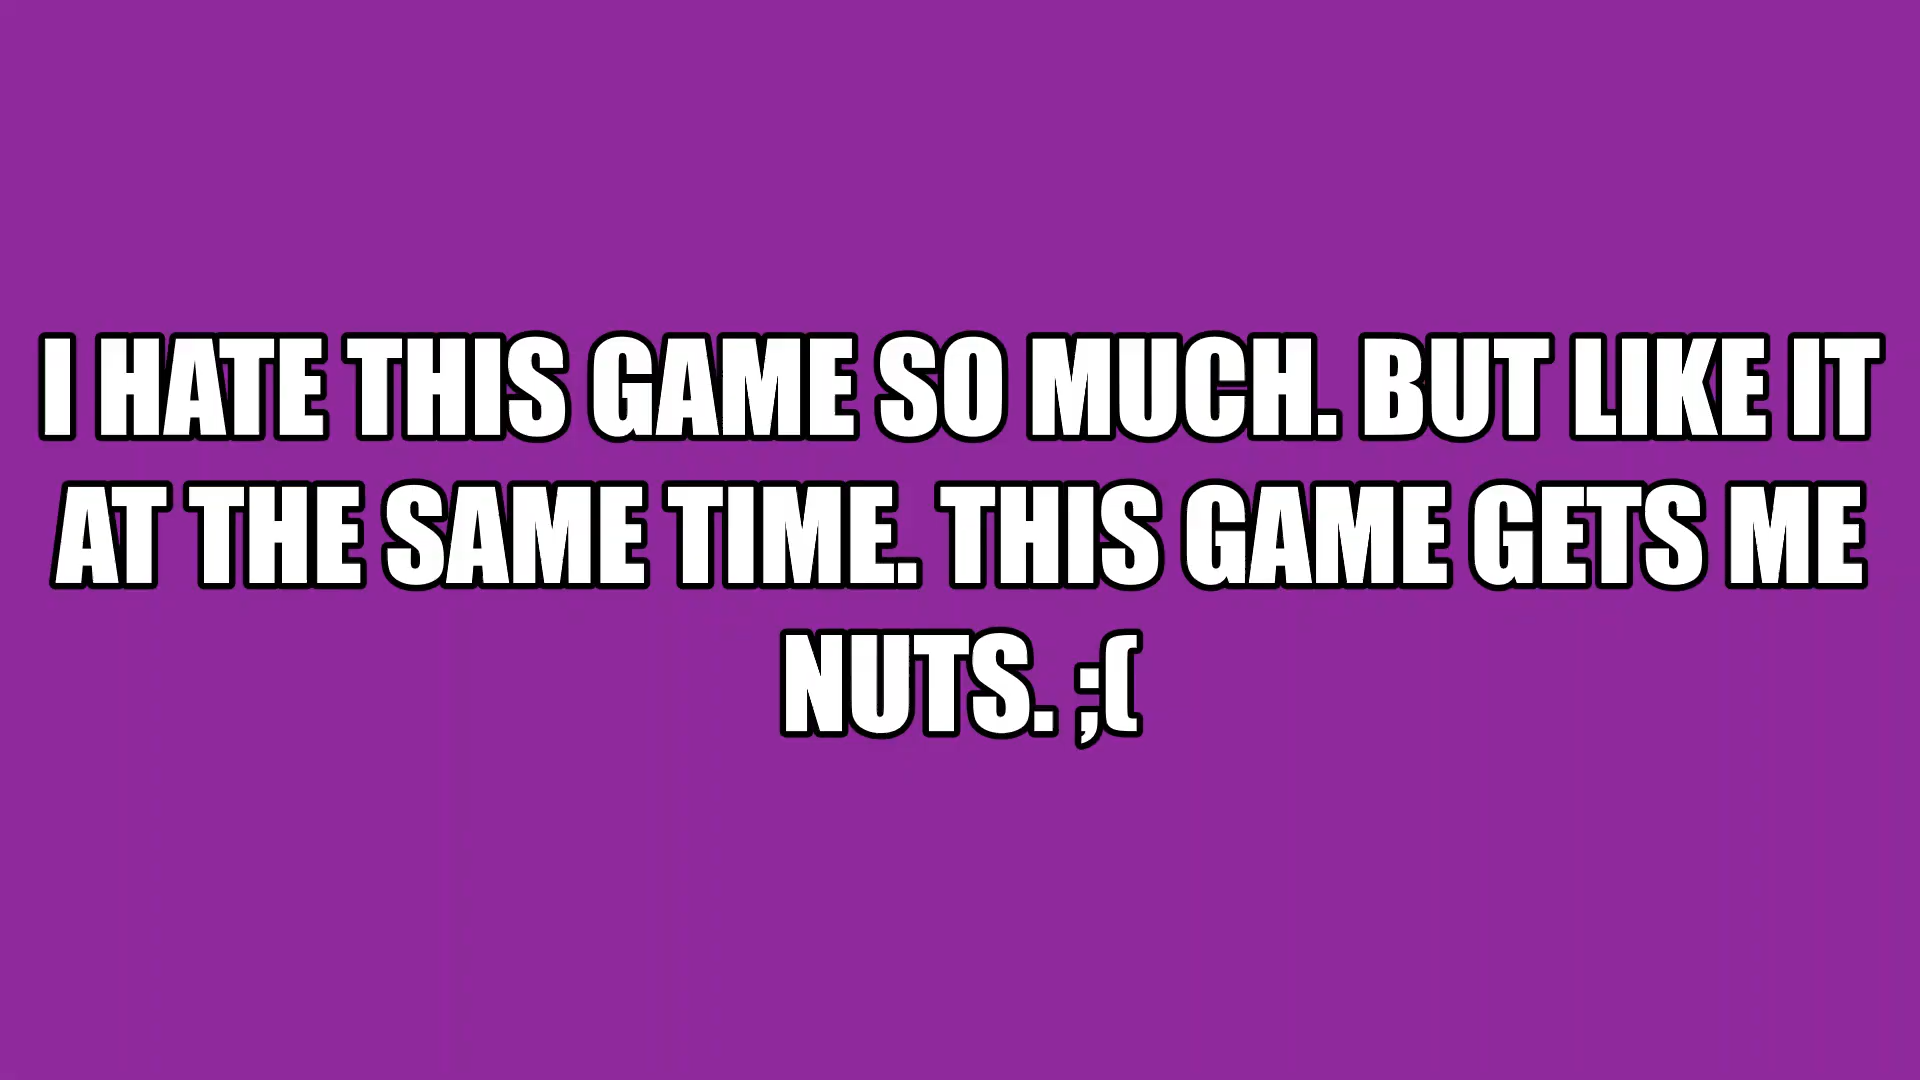 I HATE THIS GAME SO MUCH. BUT LIKE IT
AT THE SAME TIME. THIS GAME GETS ME
NUTS. ;(